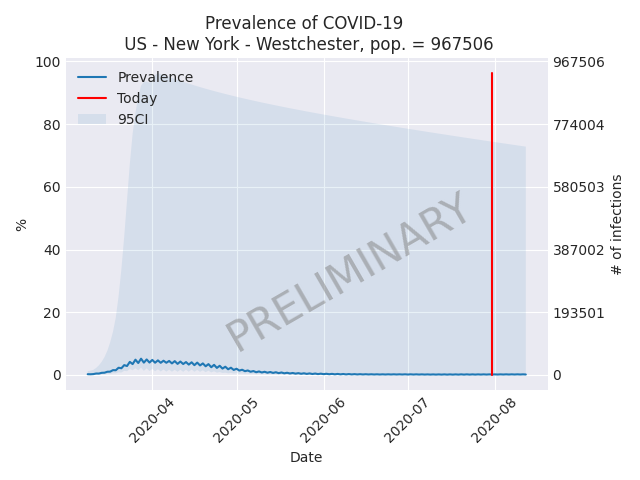 Prevalence of COVID-19
US - New York - Westchester, pop. = 967506
Prevalence
Today
95CI
100
80
60
40
20
0
%
967506
774004
580503
387002
193501
0
# of infections
PRELIMINARY
2020-04
2020-05
2020-06
2020-07
2020-08
Date